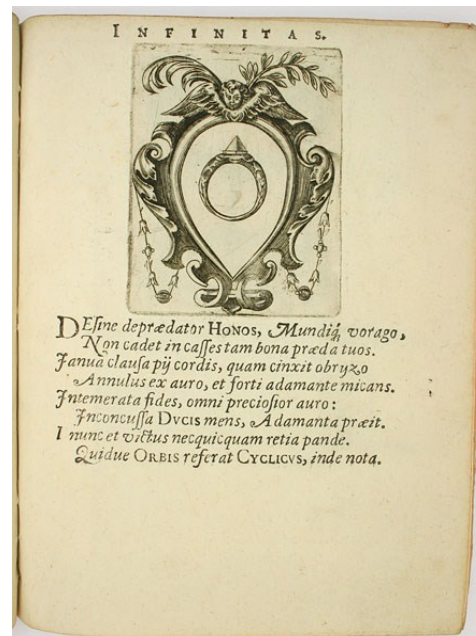 INFINITAS.
DEsine deprædator HONOS, Mundiq́ vorago,
Non cadet in casses tam bona præda tuos.
Janua clausa pij cordis, quam cinxit obryzo
Annulus ex auro, et forti adamante micans.
Intemerata fides, omni preciosior auro:
Inconcussa DVCIS mens, Adamanta præit.
I nunc et victus necquicquam retia pande.
Quidue ORBIS referat CYCLICVS, inde nota.